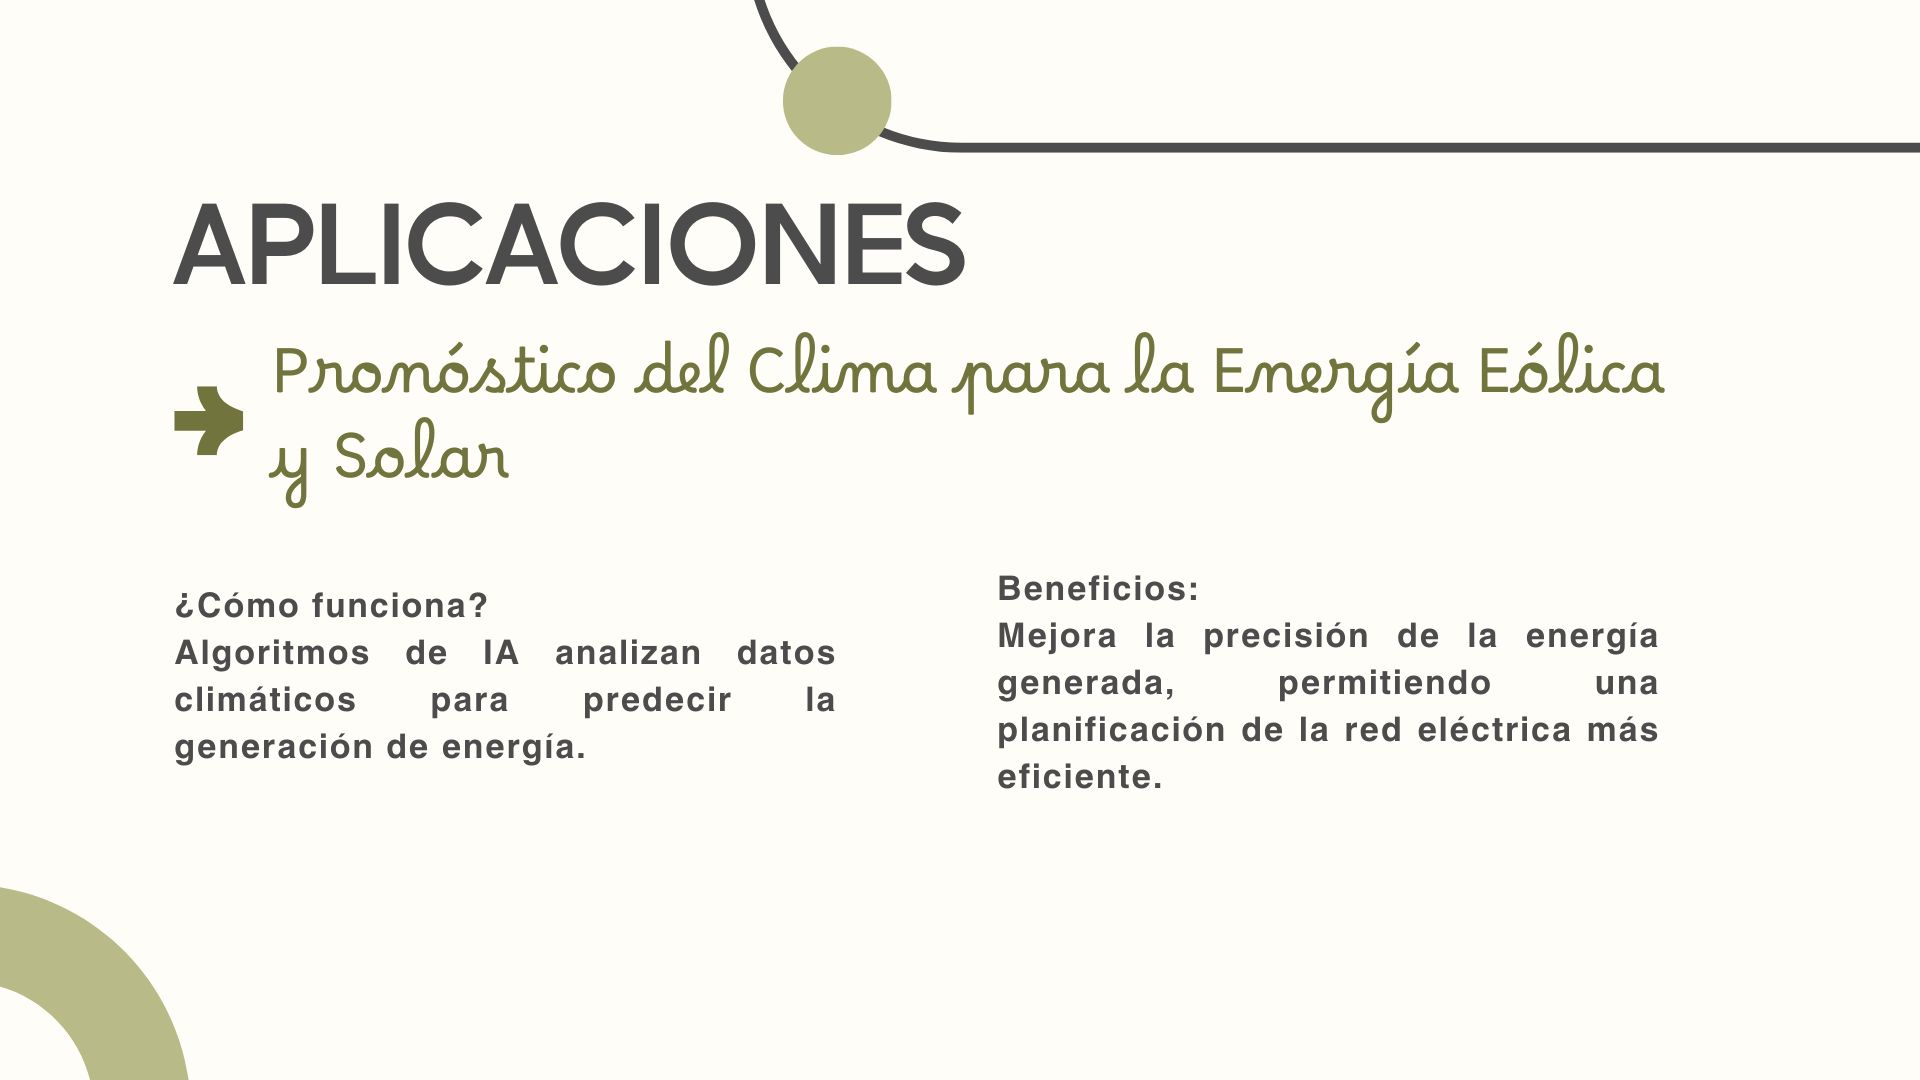 APLICACIONES
Pronóstico del Clima para la Energía Eólica
y Solar
¿Cómo funciona?
Algoritmos de IA analizan datos
climáticos para predecir la
generación de energía.
Beneficios:
Mejora la precisión de la energía
generada, permitiendo una
planificación de la red eléctrica más
eficiente.